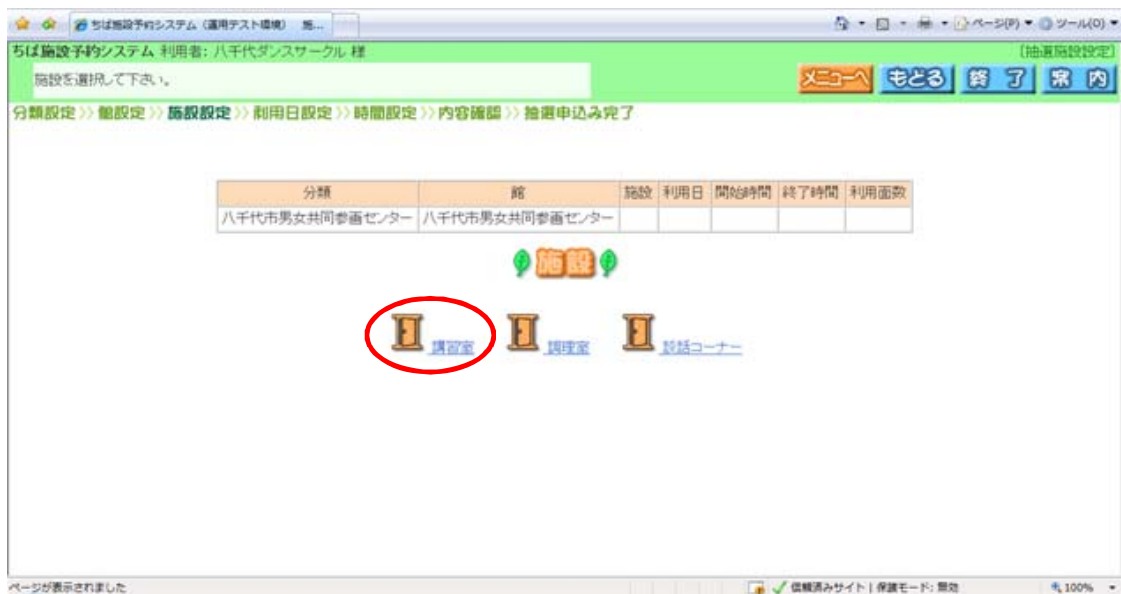 ちば施設予約システム（運用テスト環境） 施...
ページ(P) ツール(O)
ちば施設予約システム 利用者：八千代ダンスサークル 様
[抽選施設設定]
施設を選択して下さい。
メニューへ もどる 終了 案内
分類設定>>館設定>>施設設定>>利用日設定>>時間設定>>内容確認>>抽選申込み完了
分類 館 施設 利用日 開始時間 終了時間 利用面数
八千代市男女共同参画センター 八千代市男女共同参画センター
施設
講習室 調理室 談話コーナー
ページが表示されました
信頼済みサイト | 保護モード: 無効
100%